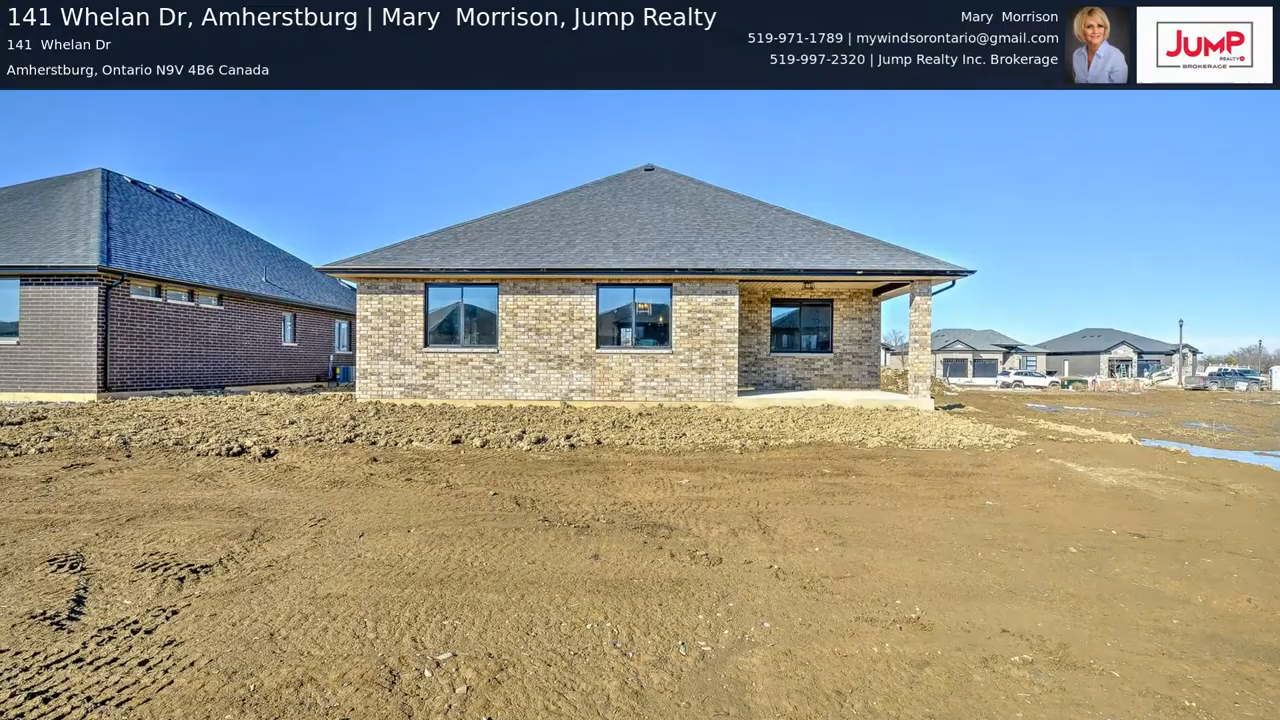 141 Whelan Dr, Amherstburg | Mary  Morrison, Jump Realty
141  Whelan Dr
Amherstburg, Ontario N9V 4B6 Canada
Mary  Morrison
519-971-1789 | mywindsorontario@gmail.com
519-997-2320 | Jump Realty Inc. Brokerage
JUMP
REALTY
BROKERAGE